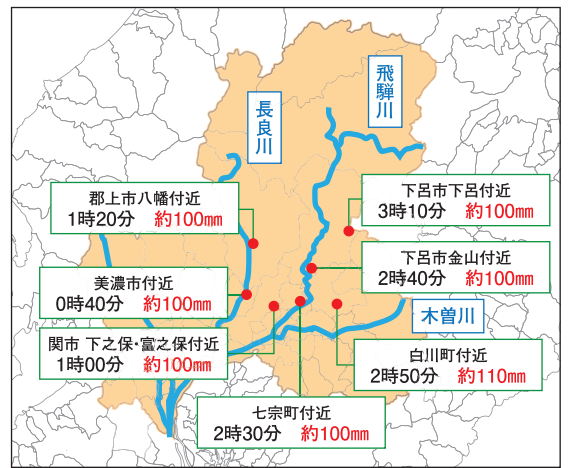 飛騨川
長良川
郡上市八幡付近
1時20分 約100㎜
下呂市下呂付近
3時10分 約100㎜
美濃市付近
0時40分 約100㎜
下呂市金山付近
2時40分 約100㎜
木曽川
関市 下之保・富之保付近
1時00分 約100㎜
白川町付近
2時50分 約110㎜
七宗町付近
2時30分 約100㎜